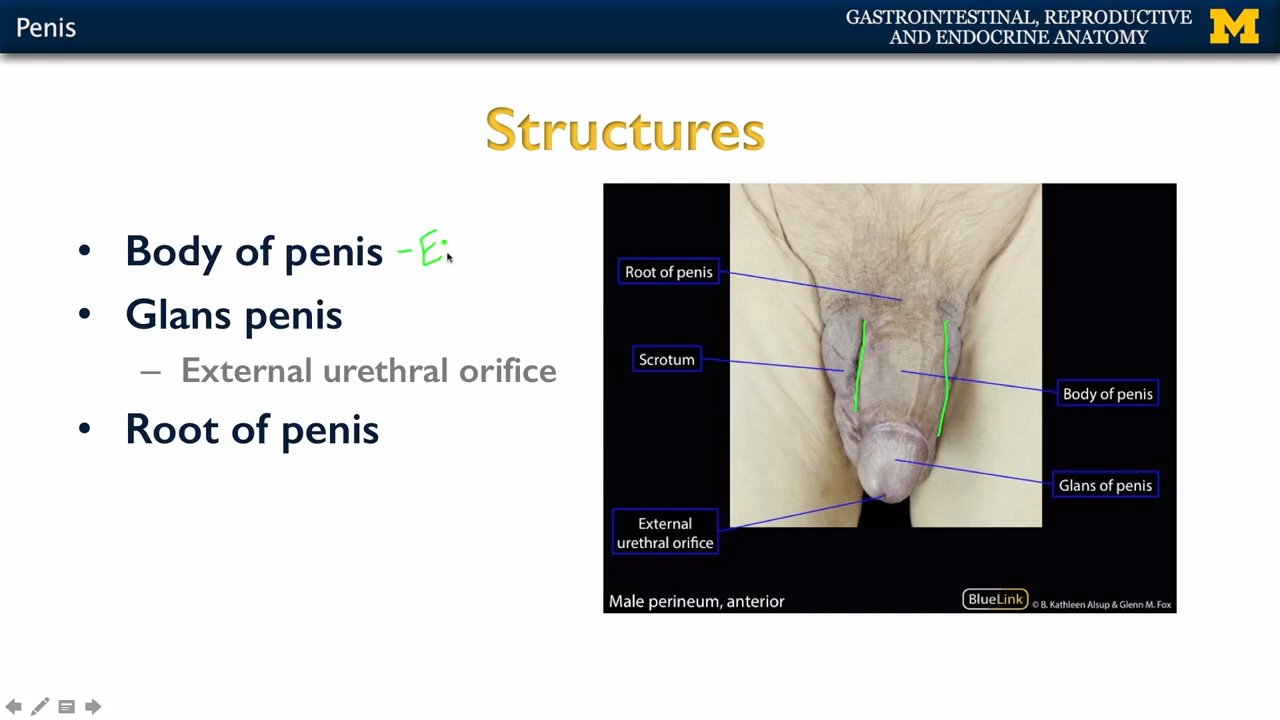 Penis
GASTROINTESTINAL, REPRODUCTIVE
AND ENDOCRINE ANATOMY
M
Structures
• Body of penis -E
• Glans penis
– External urethral orifice
• Root of penis
Root of penis
Scrotum
Body of penis
Glans of penis
External
urethral orifice
Male perineum, anterior
BlueLink © B. Kathleen Alsup & Glenn M. Fox